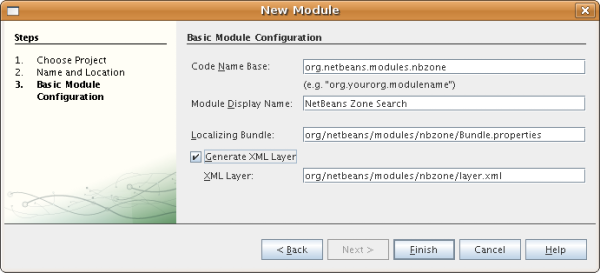 New Module
Steps
1. Choose Project
2. Name and Location
3. Basic Module
Configuration
Basic Module Configuration
Code Name Base: org.netbeans.modules.nbzone
(e.g. "org.yourorg.modulename")
Module Display Name: NetBeans Zone Search
Localizing Bundle: org/netbeans/modules/nbzone/Bundle.properties
Generate XML Layer
XML Layer: org/netbeans/modules/nbzone/layer.xml
< Back Next > Finish Cancel Help